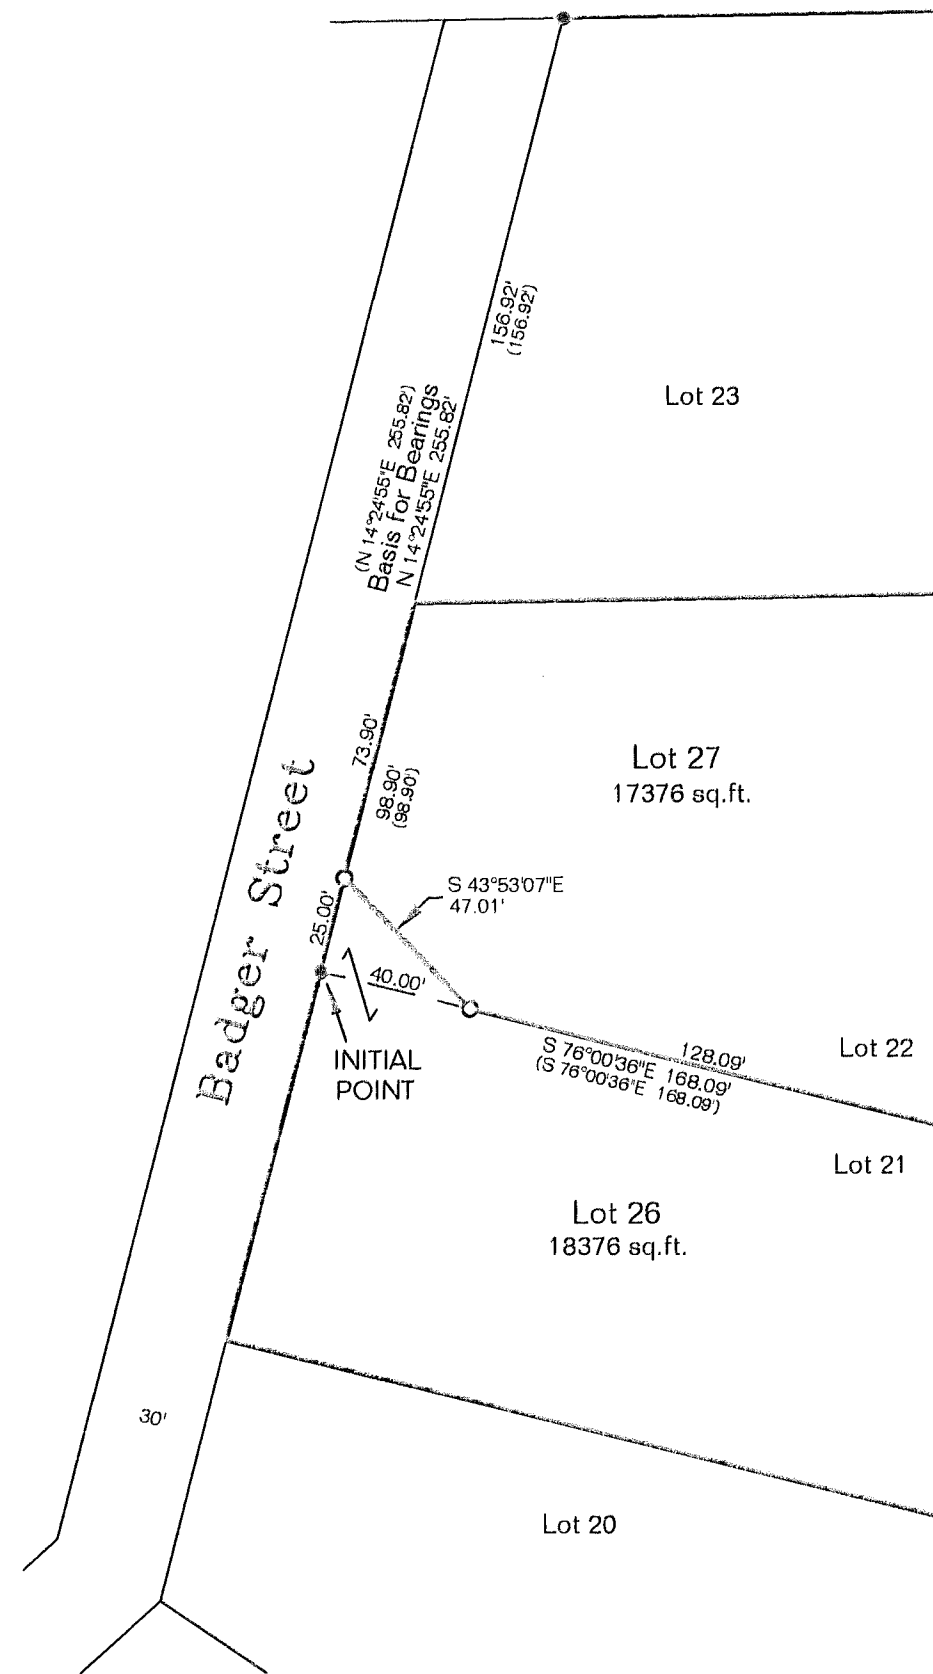 156.92'
(156.92')
Lot 23
(N 14°24'55"E 255.82')
Basis for Bearings
N 14°24'55"E 255.82'
73.90'
98.90'
(98.90')
Lot 27
17376 sq.ft.
Badger Street
S 43°53'07"E
47.01'
25.00'
40.00'
INITIAL
POINT
128.09'
S 76°00'36"E 168.09'
(S 76°00'36"E 168.09')
Lot 22
Lot 21
Lot 26
18376 sq.ft.
30'
Lot 20